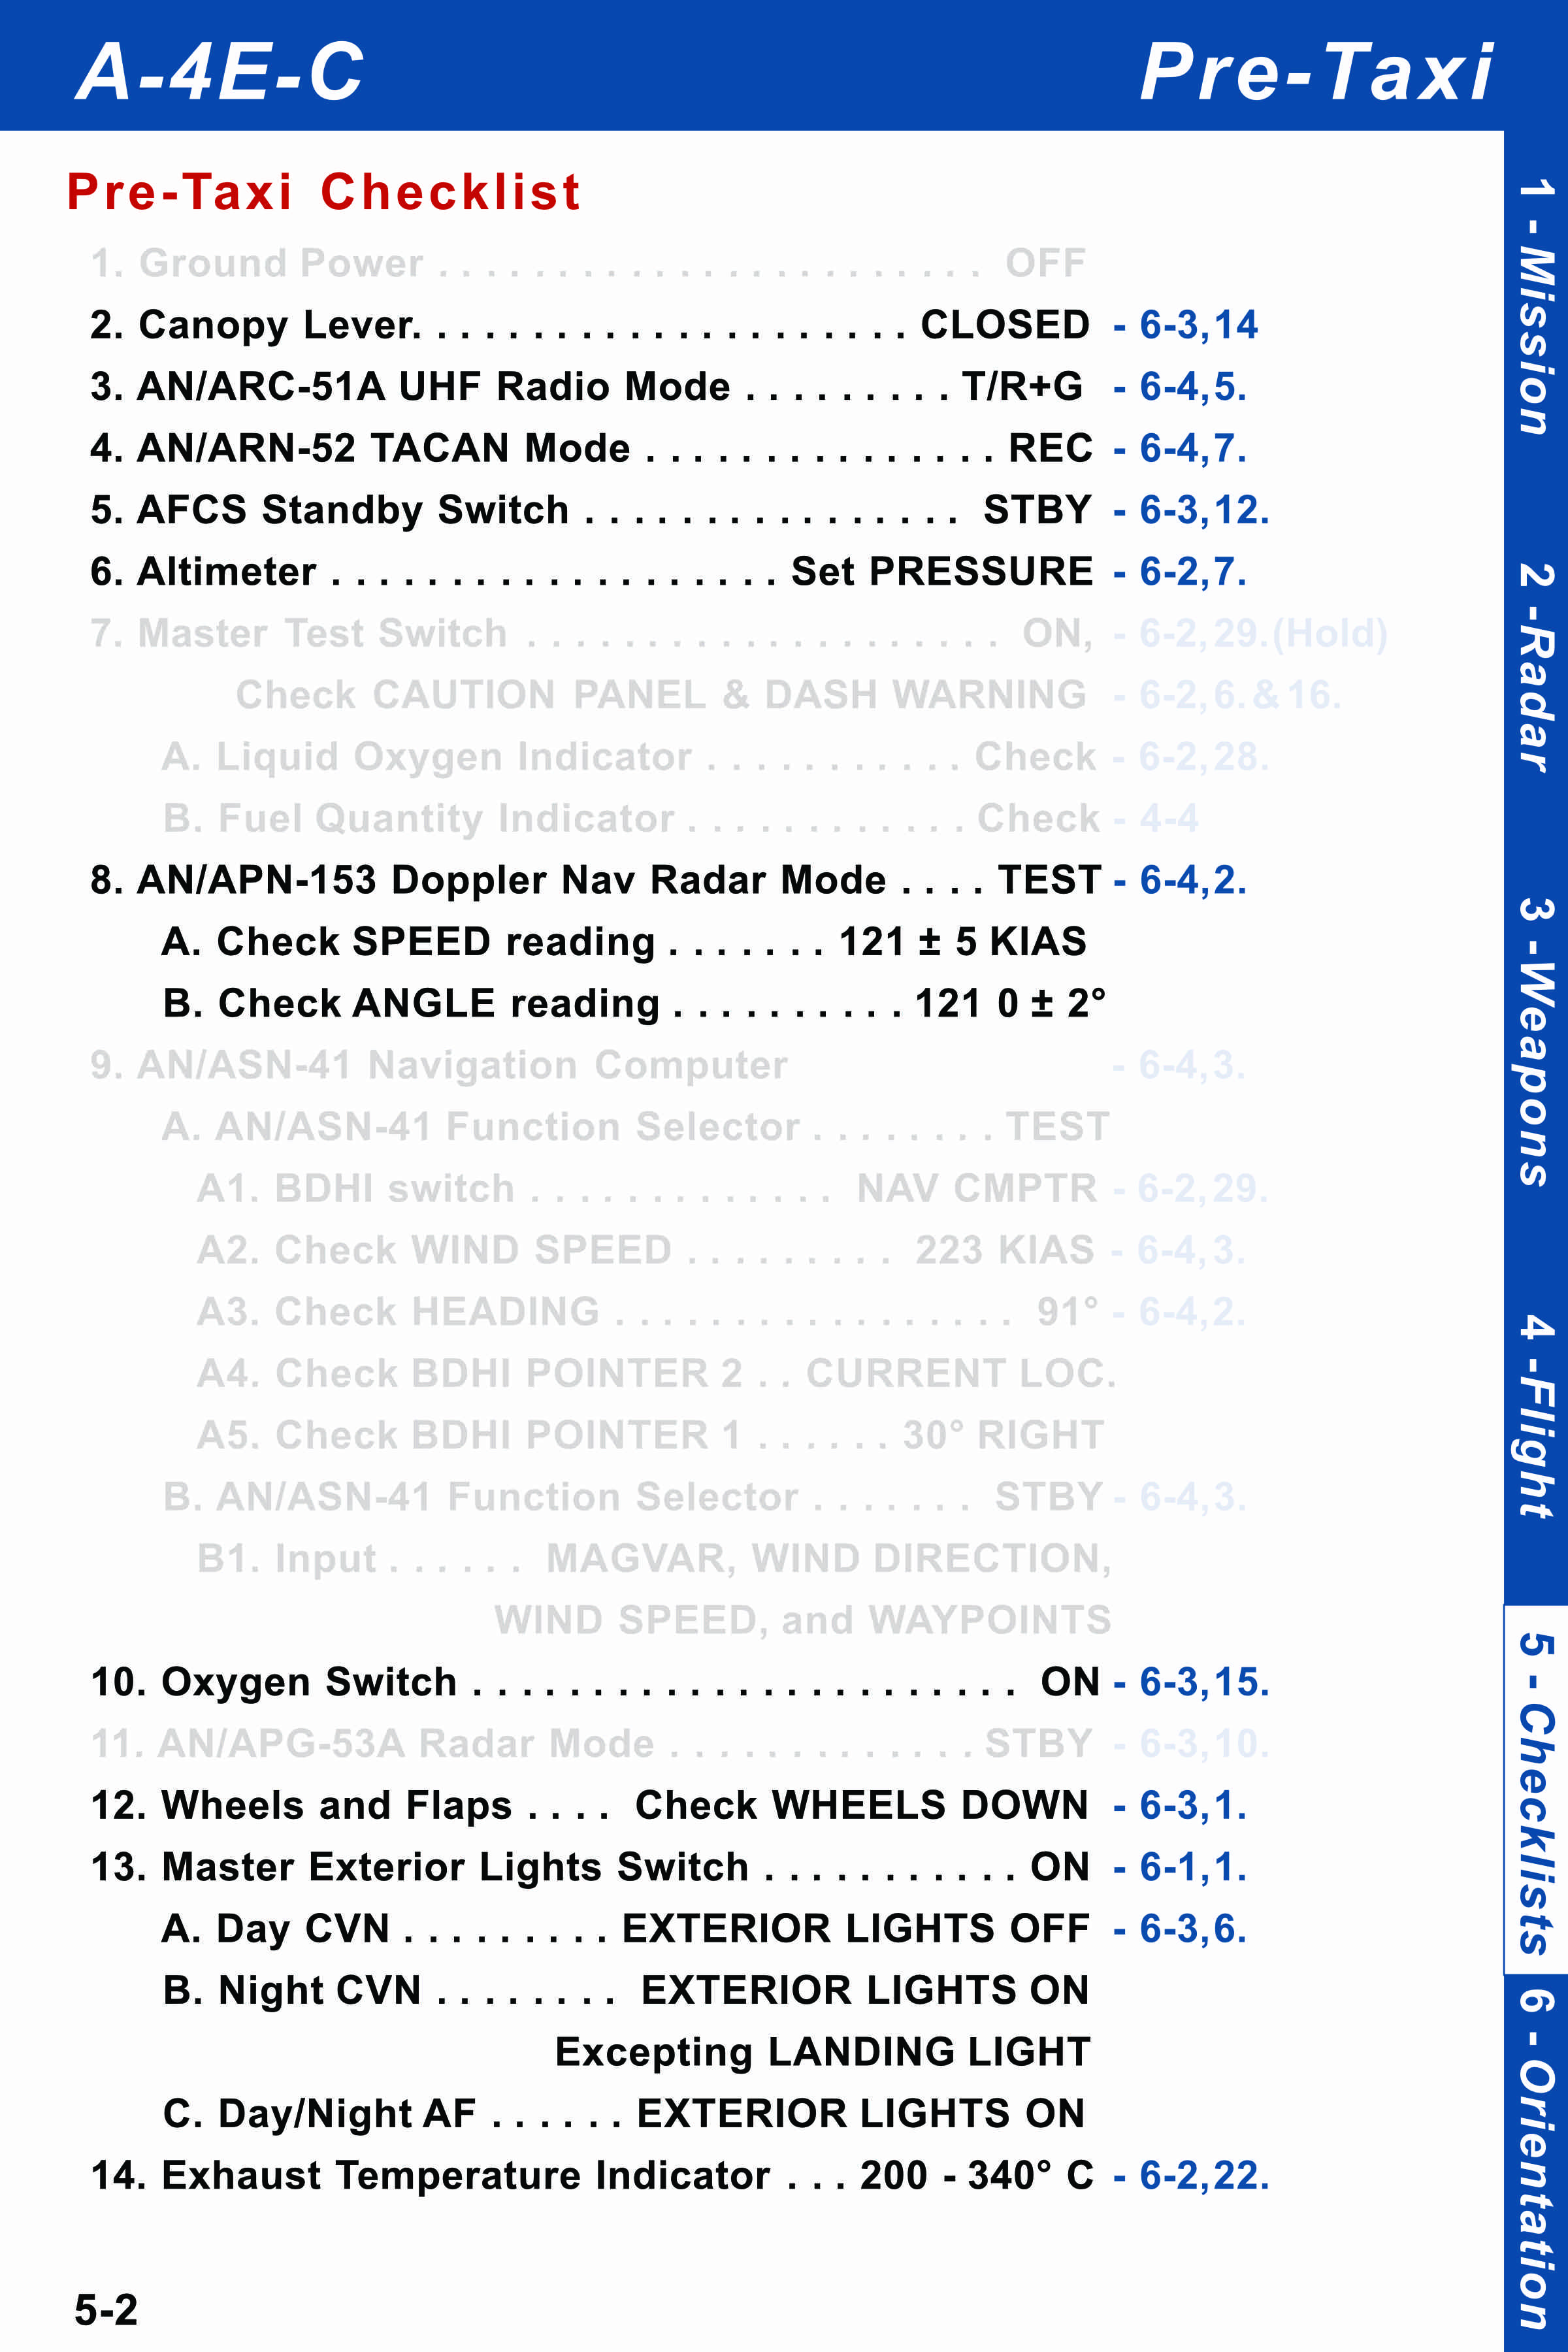 A-4E-C Pre-Taxi
Pre-Taxi Checklist
1. Ground Power . . . . . . . . . . . . . . . . . . . . . . . OFF
2. Canopy Lever. . . . . . . . . . . . . . . . . . . . . CLOSED - 6-3,14
3. AN/ARC-51A UHF Radio Mode . . . . . . . . . T/R+G - 6-4,5.
4. AN/ARN-52 TACAN Mode . . . . . . . . . . . . . . . REC - 6-4,7.
5. AFCS Standby Switch . . . . . . . . . . . . . . . . STBY - 6-3,12.
6. Altimeter . . . . . . . . . . . . . . . . . . . Set PRESSURE - 6-2,7.
7. Master Test Switch . . . . . . . . . . . . . . . . . . . . ON, - 6-2,29.(Hold)
Check CAUTION PANEL & DASH WARNING - 6-2,6.&16.
A. Liquid Oxygen Indicator . . . . . . . . . . . Check - 6-2,28.
B. Fuel Quantity Indicator . . . . . . . . . . . . Check - 4-4
8. AN/APN-153 Doppler Nav Radar Mode . . . . TEST - 6-4,2.
A. Check SPEED reading . . . . . . . 121 ± 5 KIAS
B. Check ANGLE reading . . . . . . . . . . 121 0 ± 2°
9. AN/ASN-41 Navigation Computer - 6-4,3.
A. AN/ASN-41 Function Selector . . . . . . . . TEST
A1. BDHI switch . . . . . . . . . . . . . NAV CMPTR - 6-2,29.
A2. Check WIND SPEED . . . . . . . . . 223 KIAS - 6-4,3.
A3. Check HEADING . . . . . . . . . . . . . . . . . 91° - 6-4,2.
A4. Check BDHI POINTER 2 . . CURRENT LOC.
A5. Check BDHI POINTER 1 . . . . . . 30° RIGHT
B. AN/ASN-41 Function Selector . . . . . . . STBY - 6-4,3.
B1. Input . . . . . . MAGVAR, WIND DIRECTION,
WIND SPEED, and WAYPOINTS
10. Oxygen Switch . . . . . . . . . . . . . . . . . . . . . . . ON - 6-3,15.
11. AN/APG-53A Radar Mode . . . . . . . . . . . . . STBY - 6-3,10.
12. Wheels and Flaps . . . . Check WHEELS DOWN - 6-3,1.
13. Master Exterior Lights Switch . . . . . . . . . . . ON - 6-1,1.
A. Day CVN . . . . . . . . . EXTERIOR LIGHTS OFF - 6-3,6.
B. Night CVN . . . . . . . . EXTERIOR LIGHTS ON
Excepting LANDING LIGHT
C. Day/Night AF . . . . . . EXTERIOR LIGHTS ON
14. Exhaust Temperature Indicator . . . 200 - 340° C - 6-2,22.
5-2
1 - Mission
2 -Radar
3 -Weapons
4 -Flight
5 - Checklists
6 - Orientation